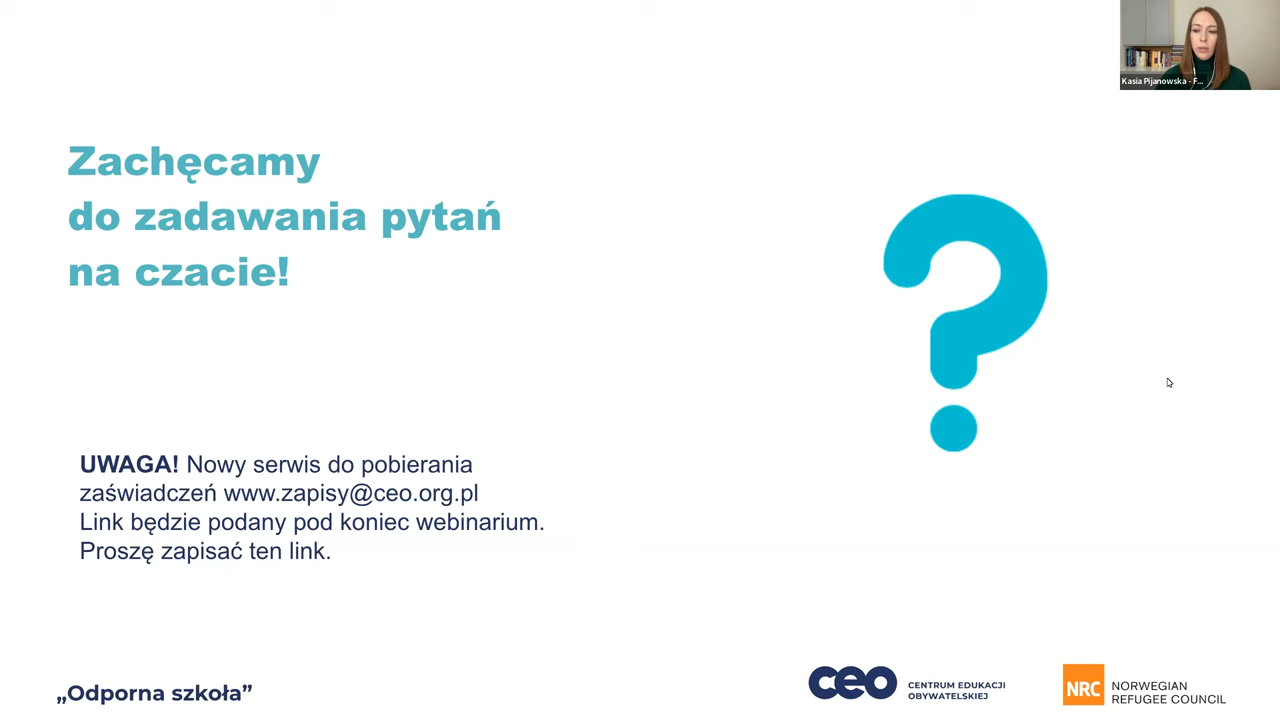 Kasia Pijanowska - F...
Zachęcamy
do zadawania pytań
na czacie!
?
UWAGA! Nowy serwis do pobierania
zaświadczeń www.zapisy@ceo.org.pl
Link będzie podany pod koniec webinarium.
Proszę zapisać ten link.
„Odporna szkoła”
ceo
CENTRUM EDUKACJI
OBYWATELSKIEJ
NRC
NORWEGIAN
REFUGEE COUNCIL